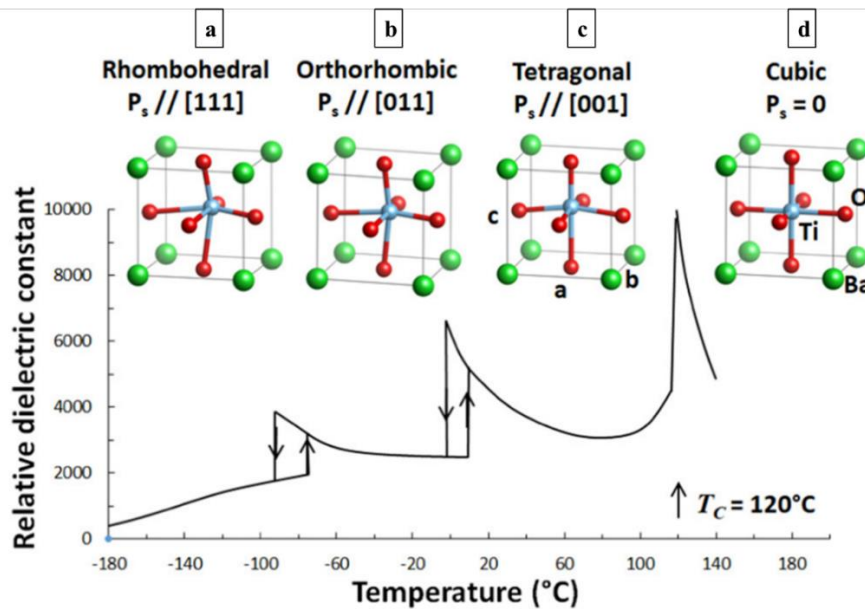 a b c d
Rhombohedral Orthorhombic Tetragonal Cubic
Pₛ // [111] Pₛ // [011] Pₛ // [001] Pₛ = 0
O
c
Ti
b
a
Ba
Relative dielectric constant
10000
8000
6000
4000
2000
0
T_C = 120°C
-180 -140 -100 -60 -20 20 60 100 140 180
Temperature (°C)